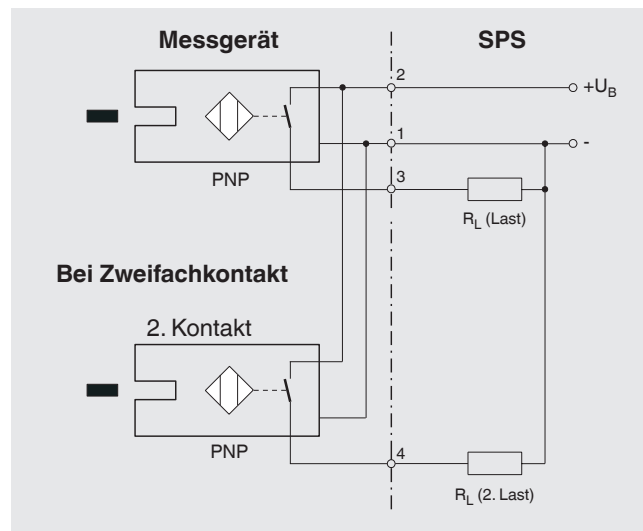 Messgerät
SPS
2
+U_B
1
-
PNP
3
R_L (Last)
Bei Zweifachkontakt
2. Kontakt
PNP
4
R_L (2. Last)